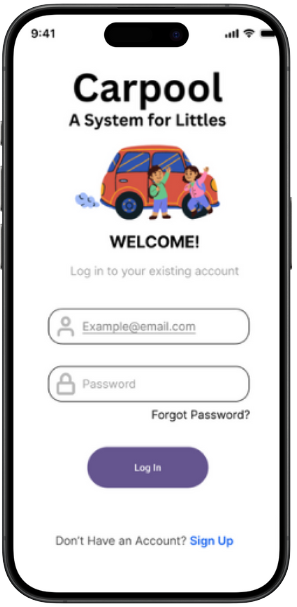 9:41
Carpool
A System for Littles
WELCOME!
Log in to your existing account
Example@email.com
Password
Forgot Password?
Log In
Don't Have an Account? Sign Up